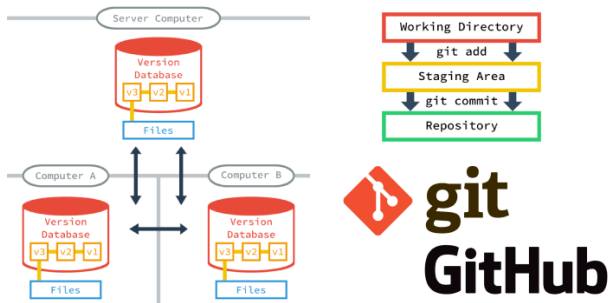 Server Computer
Version
Database
v3 v2 v1
Files
Computer A
Version
Database
v3 v2 v1
Files
Computer B
Version
Database
v3 v2 v1
Files
Working Directory
git add
Staging Area
git commit
Repository
git
GitHub